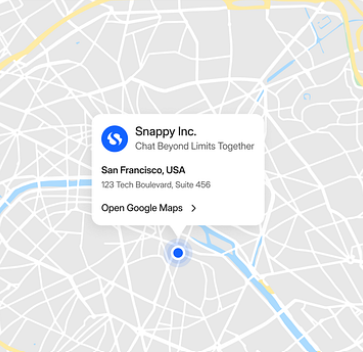 Snappy Inc.
Chat Beyond Limits Together
San Francisco, USA
123 Tech Boulevard, Suite 456
Open Google Maps